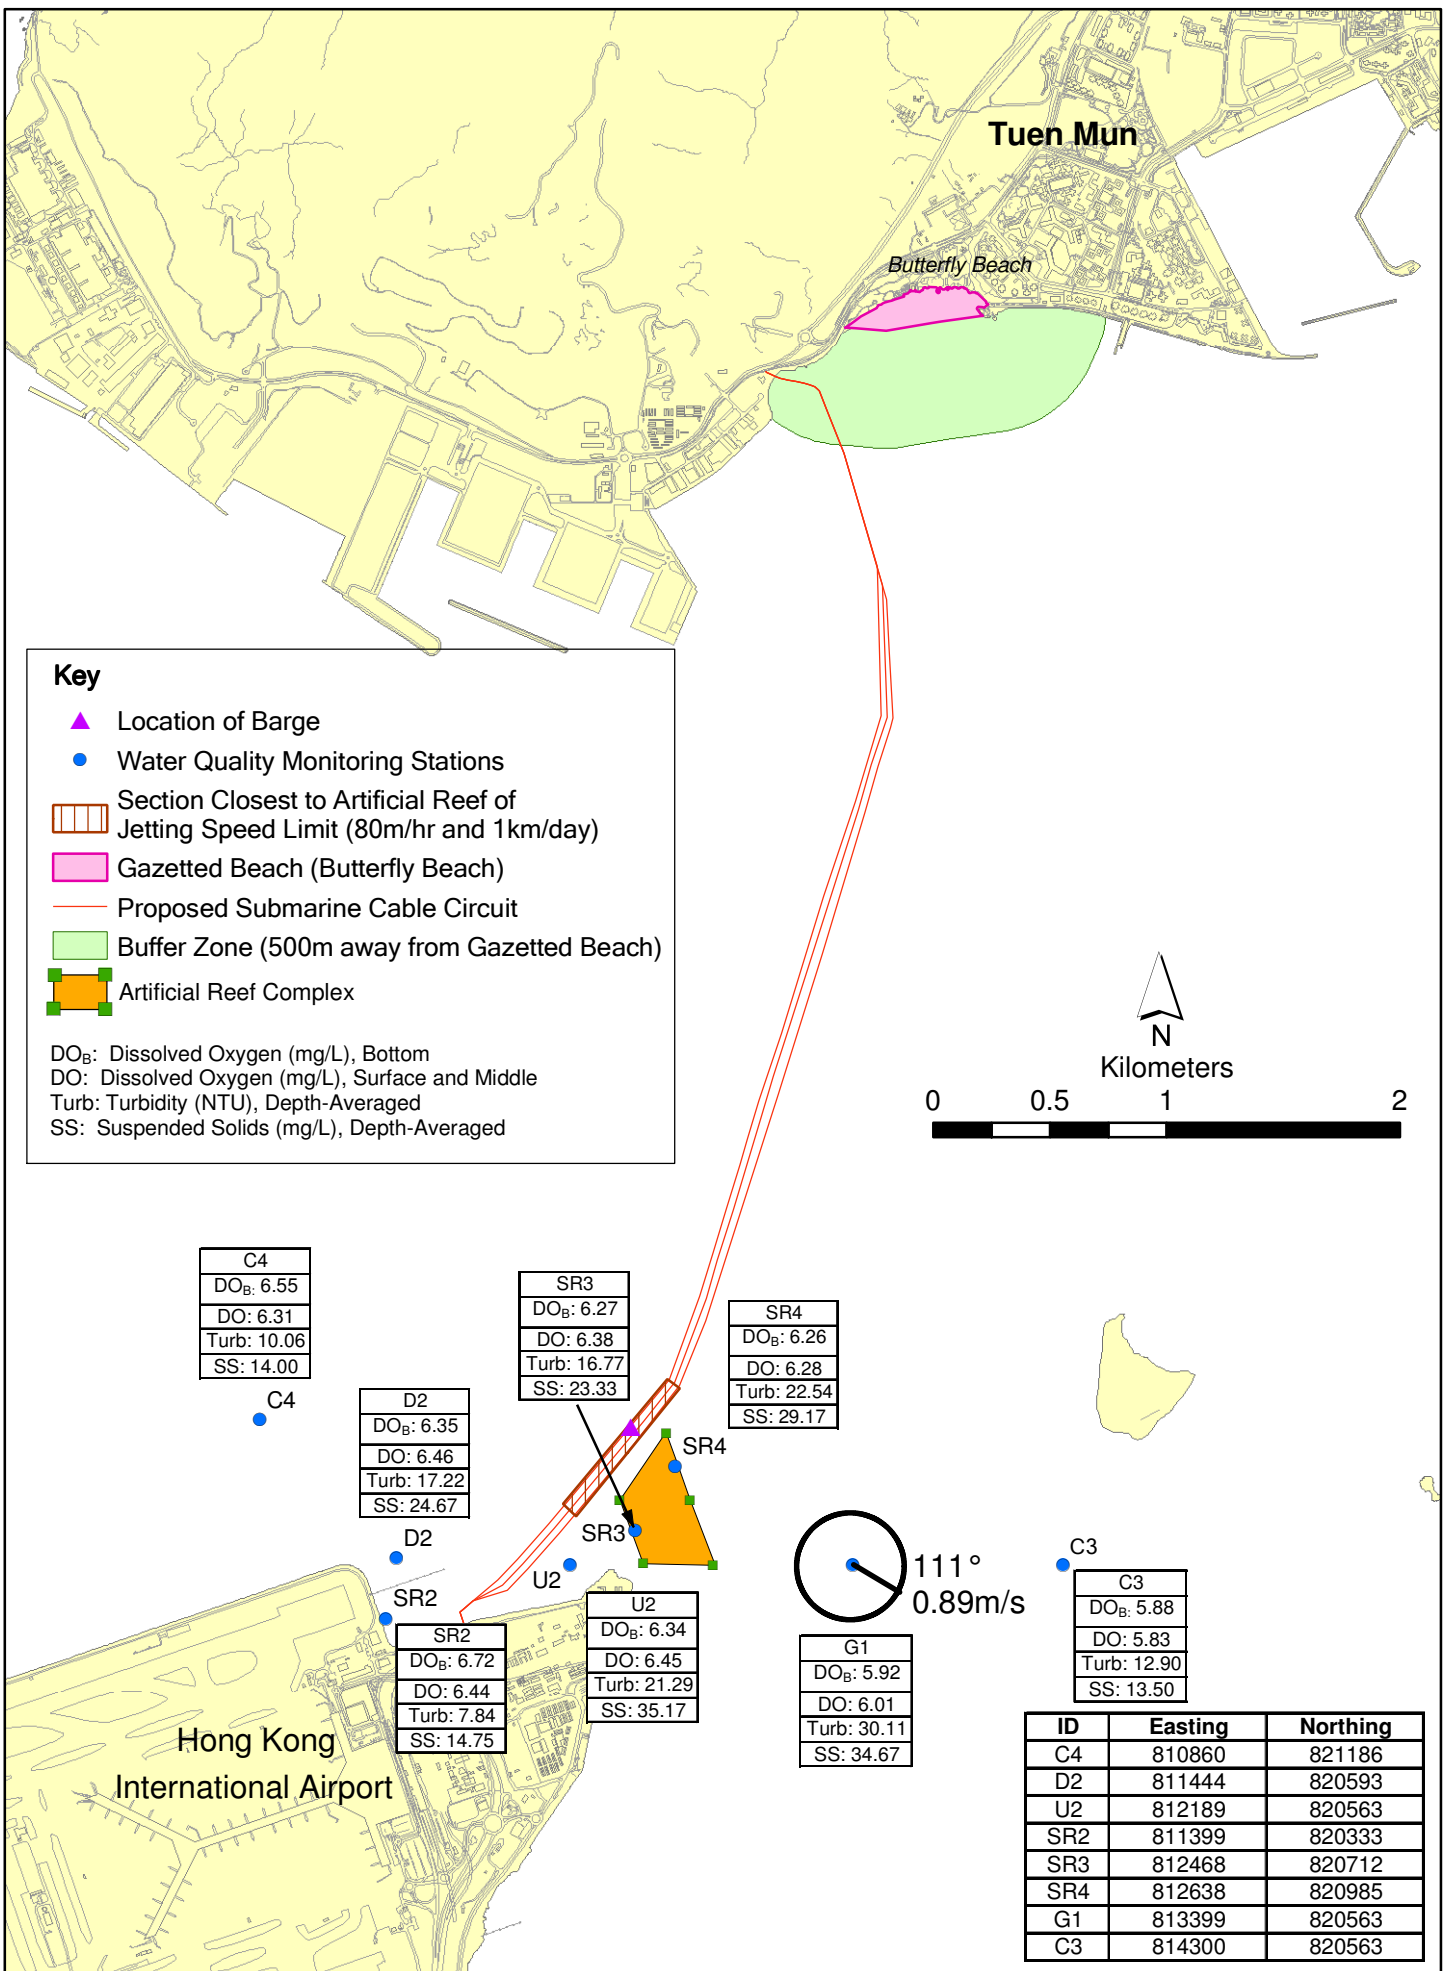 Tuen Mun
Butterfly Beach
Key
Location of Barge
Water Quality Monitoring Stations
Section Closest to Artificial Reef of
Jetting Speed Limit (80m/hr and 1km/day)
Gazetted Beach (Butterfly Beach)
Proposed Submarine Cable Circuit
Buffer Zone (500m away from Gazetted Beach)
Artificial Reef Complex
DOB: Dissolved Oxygen (mg/L), Bottom
DO: Dissolved Oxygen (mg/L), Surface and Middle
Turb: Turbidity (NTU), Depth-Averaged
SS: Suspended Solids (mg/L), Depth-Averaged
N
Kilometers
0 0.5 1 2
C4
DOB: 6.55
DO: 6.31
Turb: 10.06
SS: 14.00
C4
SR3
DOB: 6.27
DO: 6.38
Turb: 16.77
SS: 23.33
SR4
DOB: 6.26
DO: 6.28
Turb: 22.54
SS: 29.17
D2
DOB: 6.35
DO: 6.46
Turb: 17.22
SS: 24.67
SR4
SR3
D2
U2
SR2
111°
0.89m/s
C3
SR2
DOB: 6.72
DO: 6.44
Turb: 7.84
SS: 14.75
U2
DOB: 6.34
DO: 6.45
Turb: 21.29
SS: 35.17
G1
DOB: 5.92
DO: 6.01
Turb: 30.11
SS: 34.67
C3
DOB: 5.88
DO: 5.83
Turb: 12.90
SS: 13.50
Hong Kong
International Airport
ID Easting Northing
C4 810860 821186
D2 811444 820593
U2 812189 820563
SR2 811399 820333
SR3 812468 820712
SR4 812638 820985
G1 813399 820563
C3 814300 820563